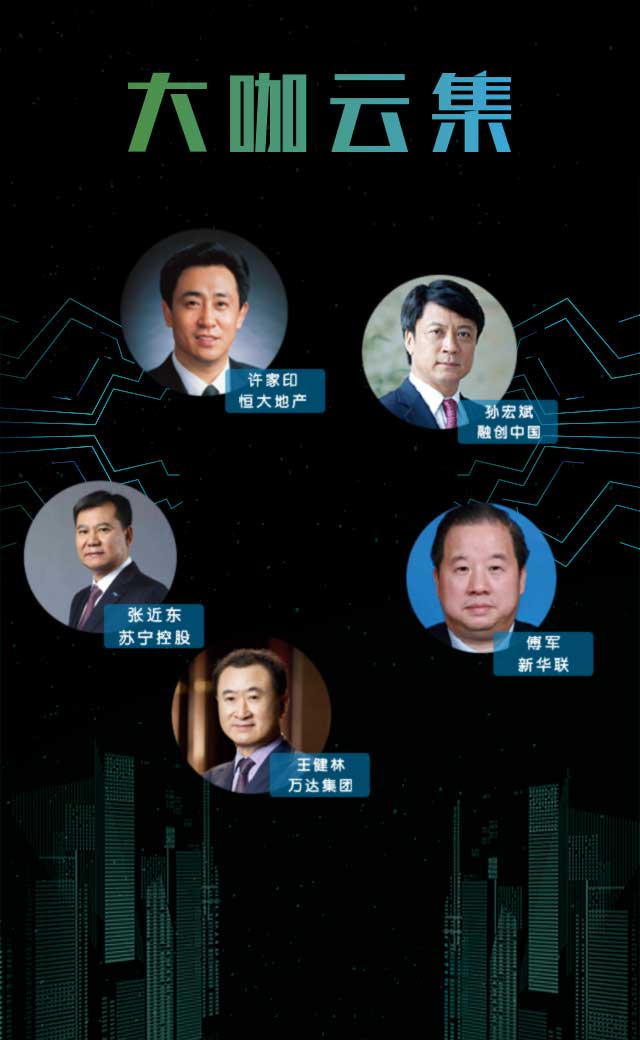 大咖云集
许家印
恒大地产
孙宏斌
融创中国
张近东
苏宁控股
傅军
新华联
王健林
万达集团